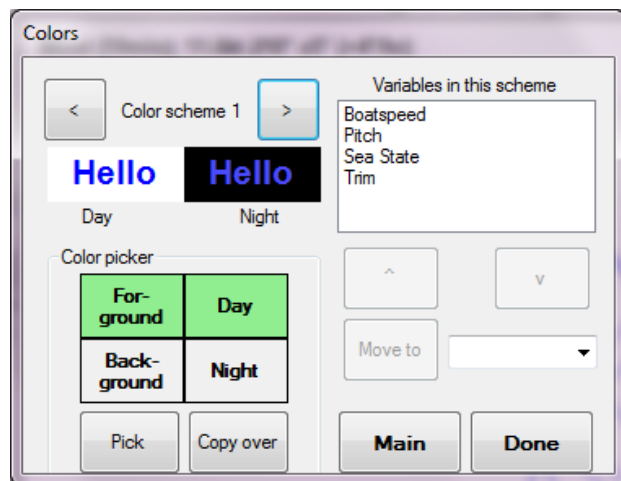 Colors
<
Color scheme 1
>
Hello
Hello
Day
Night
Color picker
For-
ground
Day
Back-
ground
Night
Pick
Copy over
Variables in this scheme
Boatspeed
Pitch
Sea State
Trim
^
v
Move to
Main
Done